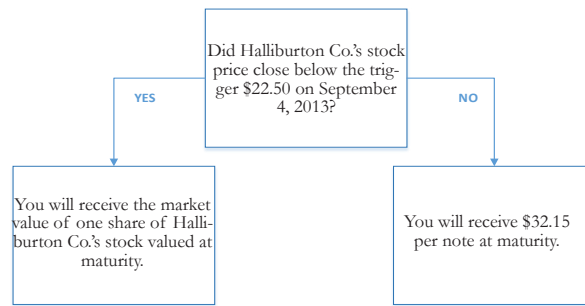 Did Halliburton Co.'s stock
price close below the trig-
ger $22.50 on September
4, 2013?
YES
NO
You will receive the market
value of one share of Halli-
burton Co.'s stock valued at
maturity.
You will receive $32.15
per note at maturity.